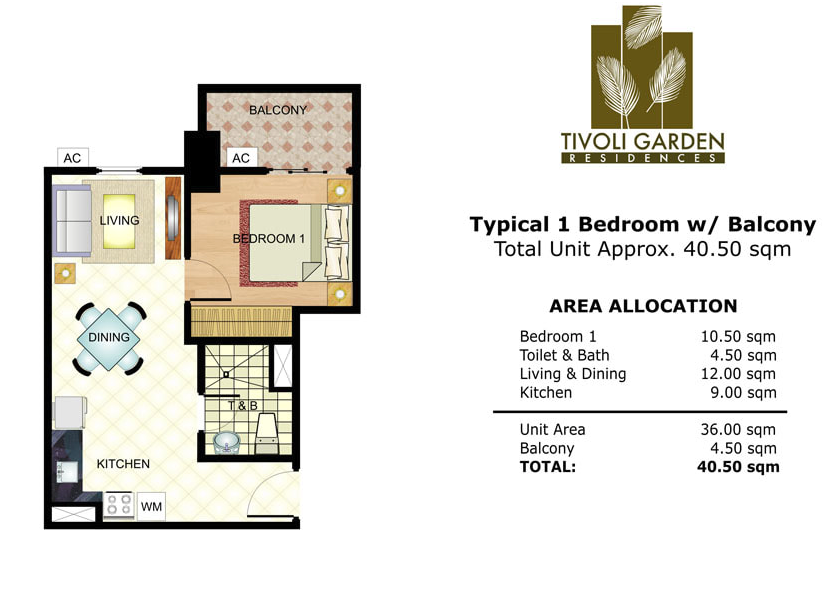 TIVOLI GARDEN
RESIDENCES
Typical 1 Bedroom w/ Balcony
Total Unit Approx. 40.50 sqm
AREA ALLOCATION
Bedroom 1 10.50 sqm
Toilet & Bath 4.50 sqm
Living & Dining 12.00 sqm
Kitchen 9.00 sqm
Unit Area 36.00 sqm
Balcony 4.50 sqm
TOTAL: 40.50 sqm
BALCONY
AC
AC
LIVING
BEDROOM 1
DINING
T & B
KITCHEN
WM